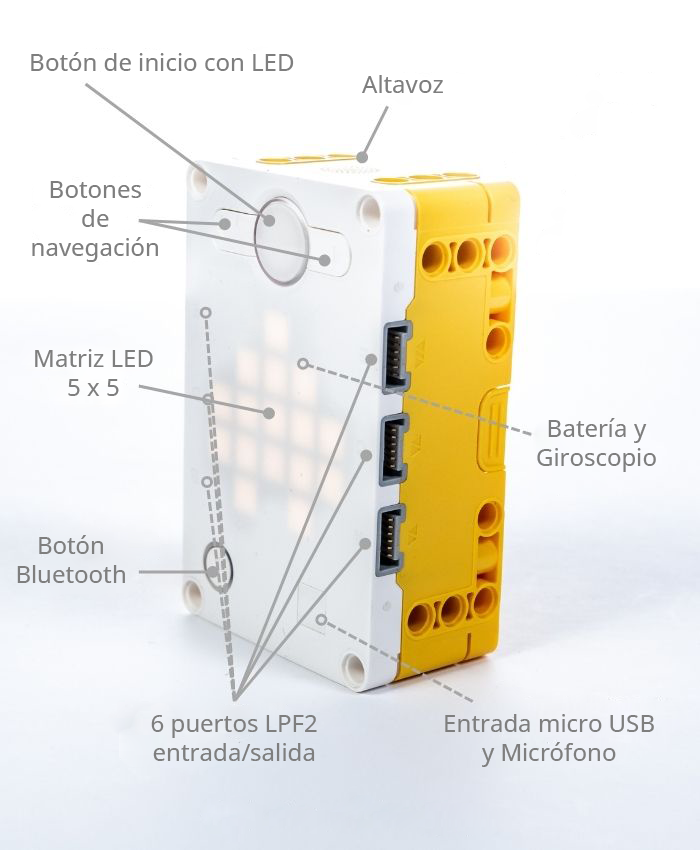 Botón de inicio con LED
Altavoz
Botones
de
navegación
Matriz LED
5 x 5
Batería y
Giroscopio
Botón
Bluetooth
6 puertos LPF2
entrada/salida
Entrada micro USB
y Micrófono